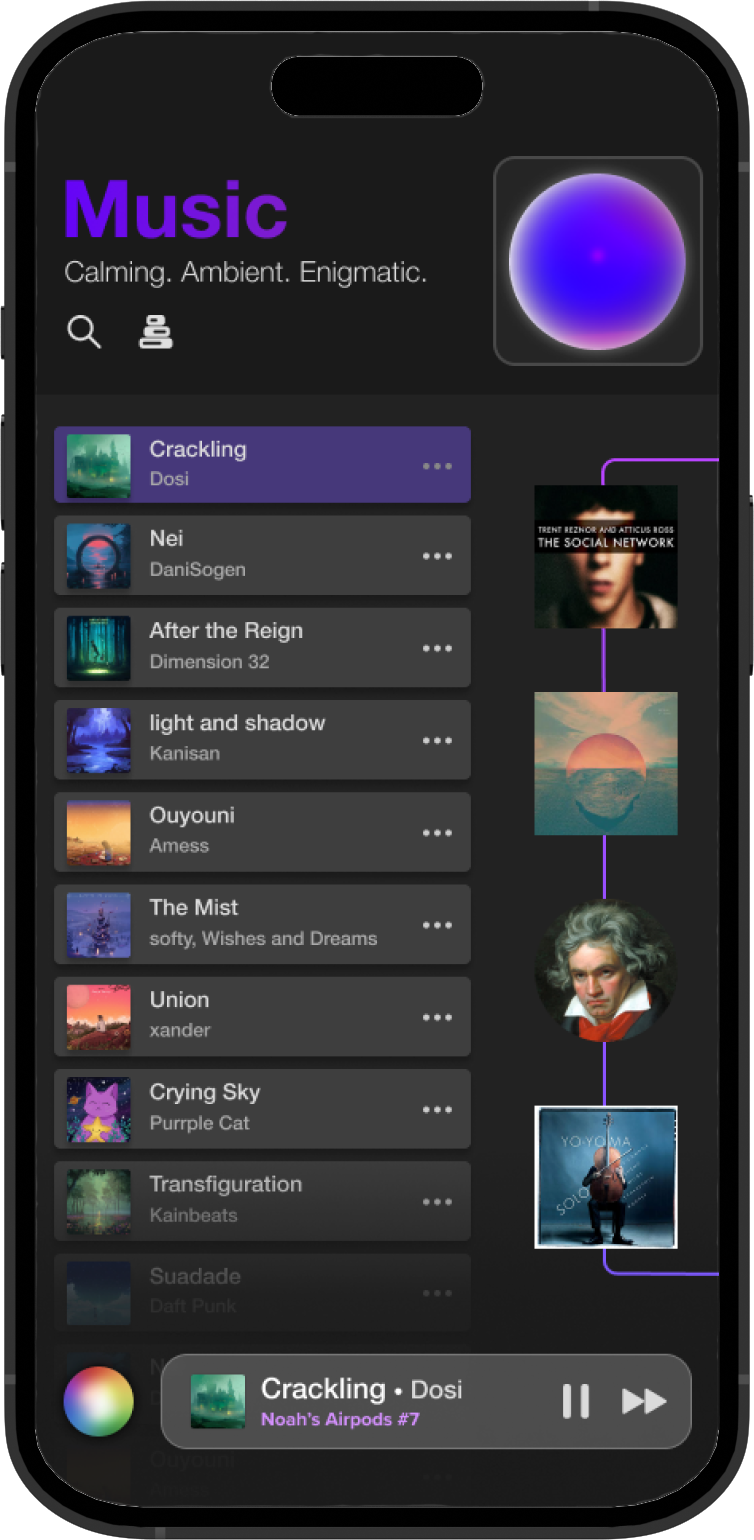 Music
Calming. Ambient. Enigmatic.
Crackling
Dosi
Nei
DaniSogen
After the Reign
Dimension 32
light and shadow
Kanisan
Ouyouni
Amess
The Mist
softy, Wishes and Dreams
Union
xander
Crying Sky
Purrple Cat
Transfiguration
Kainbeats
Suadade
Daft Punk
TRENT REZNOR AND ATTICUS ROSS
THE SOCIAL NETWORK
YO-YO MA
SOLO
Crackling • Dosi
Noah's Airpods #7
Ouyouni